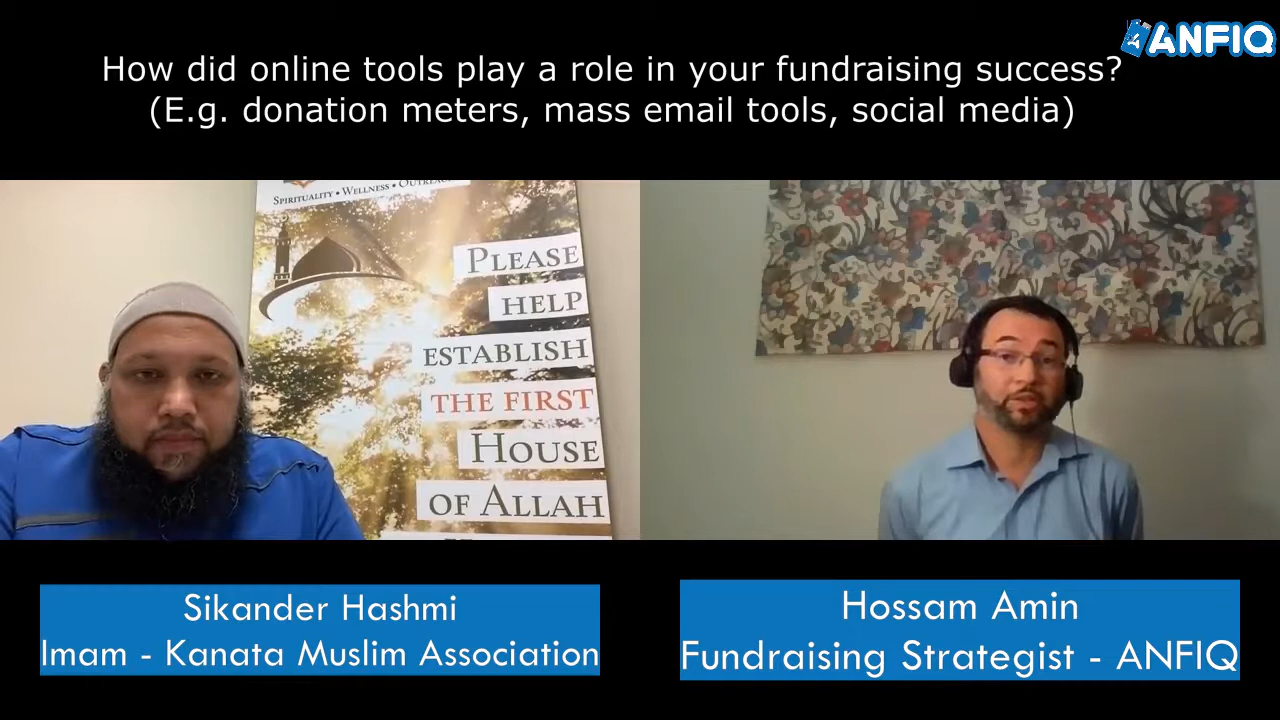 ANFIQ
How did online tools play a role in your fundraising success?
(E.g. donation meters, mass email tools, social media)
SPIRITUALITY • WELLNESS • OUTREACH
PLEASE
HELP
ESTABLISH
THE FIRST
HOUSE
OF ALLAH
Sikander Hashmi
Imam - Kanata Muslim Association
Hossam Amin
Fundraising Strategist - ANFIQ